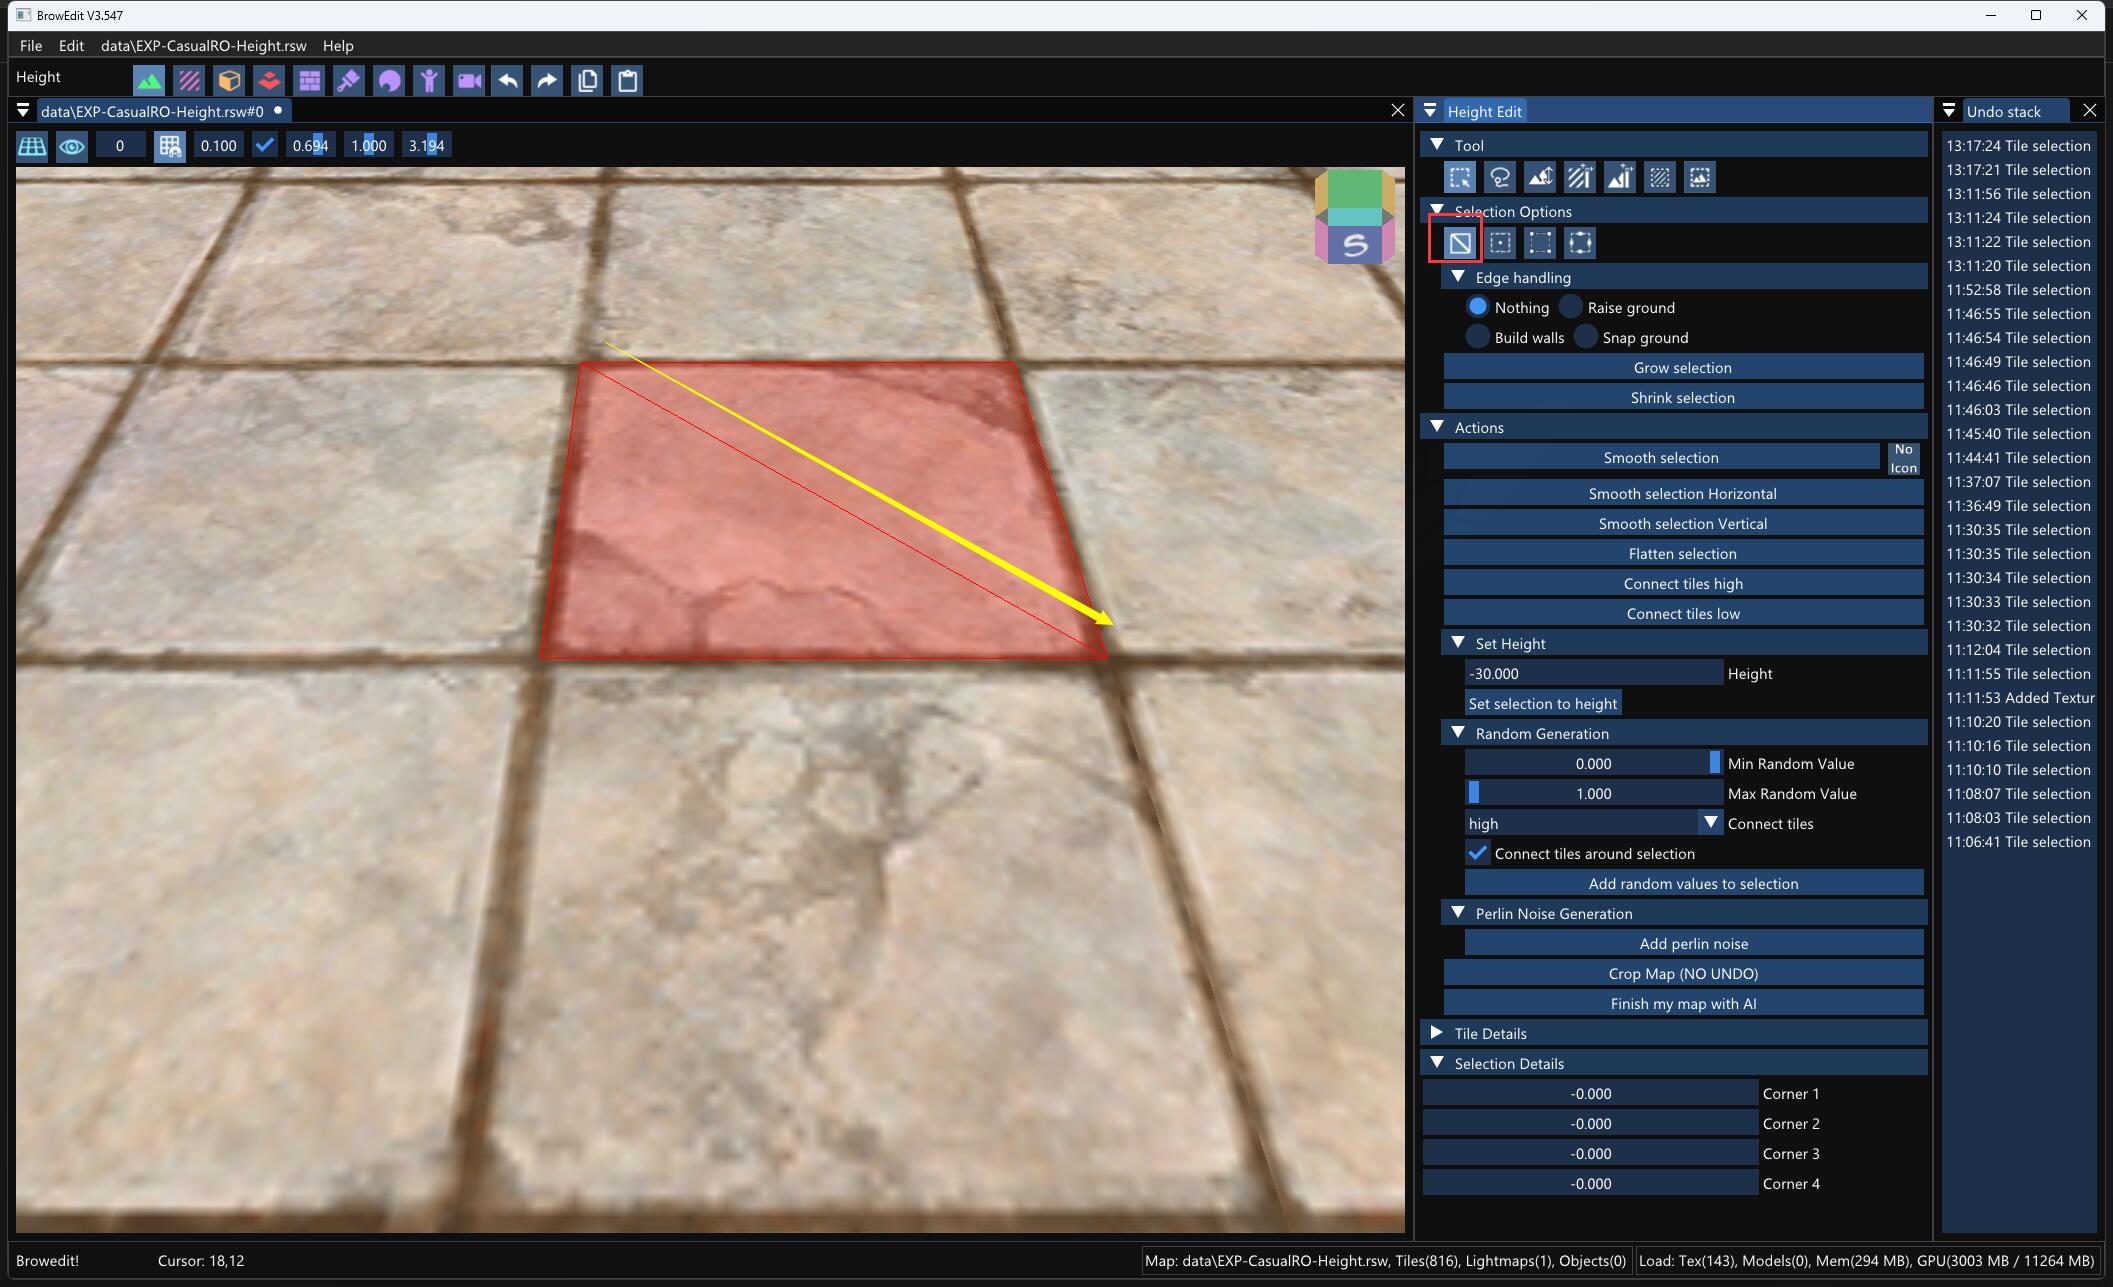 BrowEdit V3.547
File Edit data\EXP-CasualRO-Height.rsw Help
Height
data\EXP-CasualRO-Height.rsw#0
0 0.100 0.694 1.000 3.194
S
Height Edit
Tool
Selection Options
Edge handling
Nothing Raise ground
Build walls Snap ground
Grow selection
Shrink selection
Actions
Smooth selection No Icon
Smooth selection Horizontal
Smooth selection Vertical
Flatten selection
Connect tiles high
Connect tiles low
Set Height
-30.000 Height
Set selection to height
Random Generation
0.000 Min Random Value
1.000 Max Random Value
high Connect tiles
Connect tiles around selection
Add random values to selection
Perlin Noise Generation
Add perlin noise
Crop Map (NO UNDO)
Finish my map with AI
Tile Details
Selection Details
-0.000 Corner 1
-0.000 Corner 2
-0.000 Corner 3
-0.000 Corner 4
Undo stack
13:17:24 Tile selection
13:17:21 Tile selection
13:11:56 Tile selection
13:11:24 Tile selection
13:11:22 Tile selection
13:11:20 Tile selection
11:52:58 Tile selection
11:46:55 Tile selection
11:46:54 Tile selection
11:46:49 Tile selection
11:46:46 Tile selection
11:46:03 Tile selection
11:45:40 Tile selection
11:44:41 Tile selection
11:37:07 Tile selection
11:36:49 Tile selection
11:30:35 Tile selection
11:30:35 Tile selection
11:30:34 Tile selection
11:30:33 Tile selection
11:30:32 Tile selection
11:12:04 Tile selection
11:11:55 Tile selection
11:11:53 Added Textur
11:10:20 Tile selection
11:10:16 Tile selection
11:10:10 Tile selection
11:08:07 Tile selection
11:08:03 Tile selection
11:06:41 Tile selection
Browedit! Cursor: 18,12
Map: data\EXP-CasualRO-Height.rsw, Tiles(816), Lightmaps(1), Objects(0) Load: Tex(143), Models(0), Mem(294 MB), GPU(3003 MB / 11264 MB)